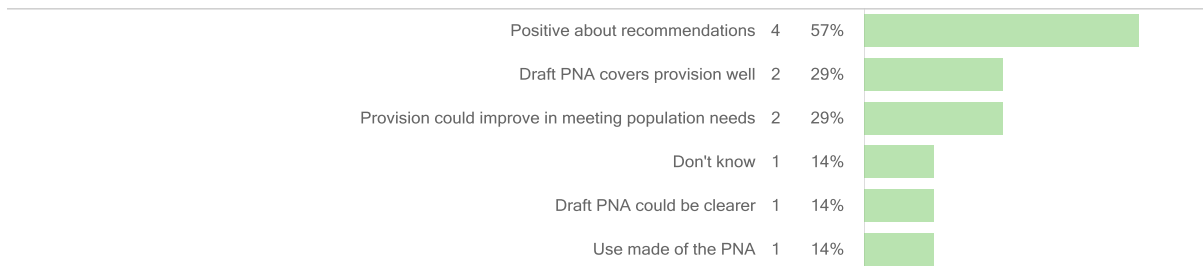 Positive about recommendations 4 57%
Draft PNA covers provision well 2 29%
Provision could improve in meeting population needs 2 29%
Don't know 1 14%
Draft PNA could be clearer 1 14%
Use made of the PNA 1 14%